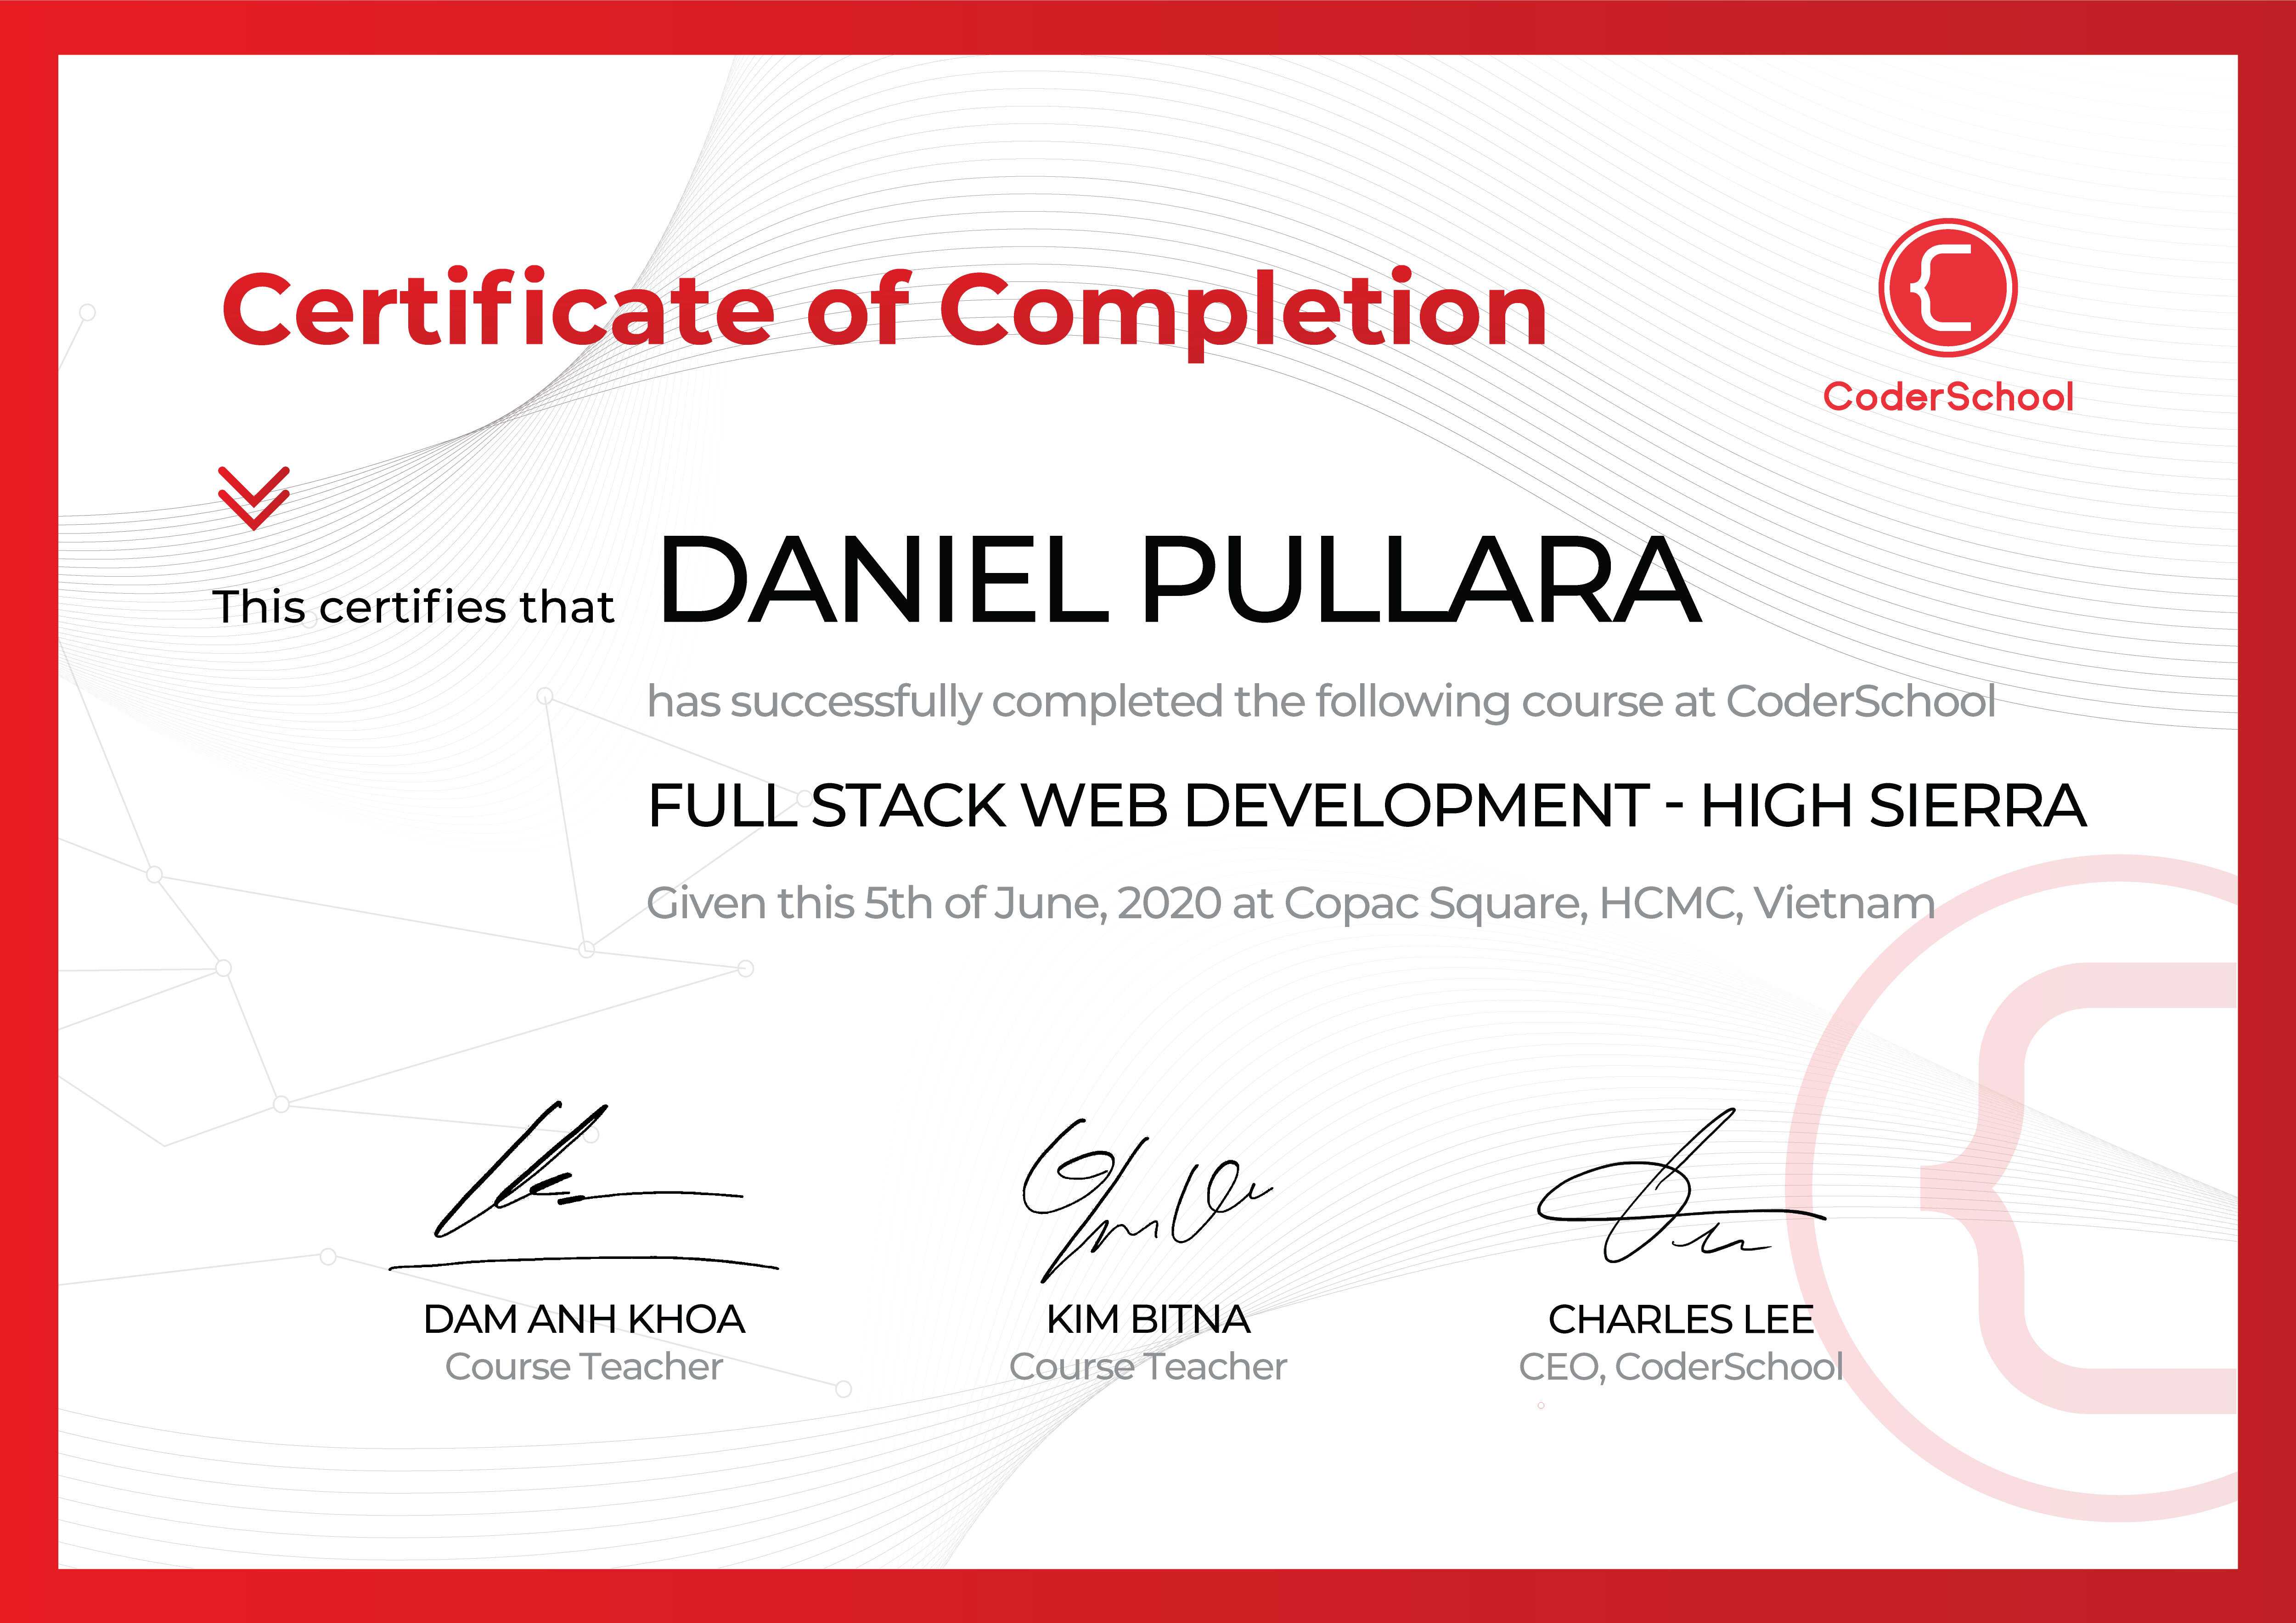 Certificate of Completion
CoderSchool
This certifies that DANIEL PULLARA
has successfully completed the following course at CoderSchool
FULL STACK WEB DEVELOPMENT - HIGH SIERRA
Given this 5th of June, 2020 at Copac Square, HCMC, Vietnam
DAM ANH KHOA
Course Teacher
KIM BITNA
Course Teacher
CHARLES LEE
CEO, CoderSchool